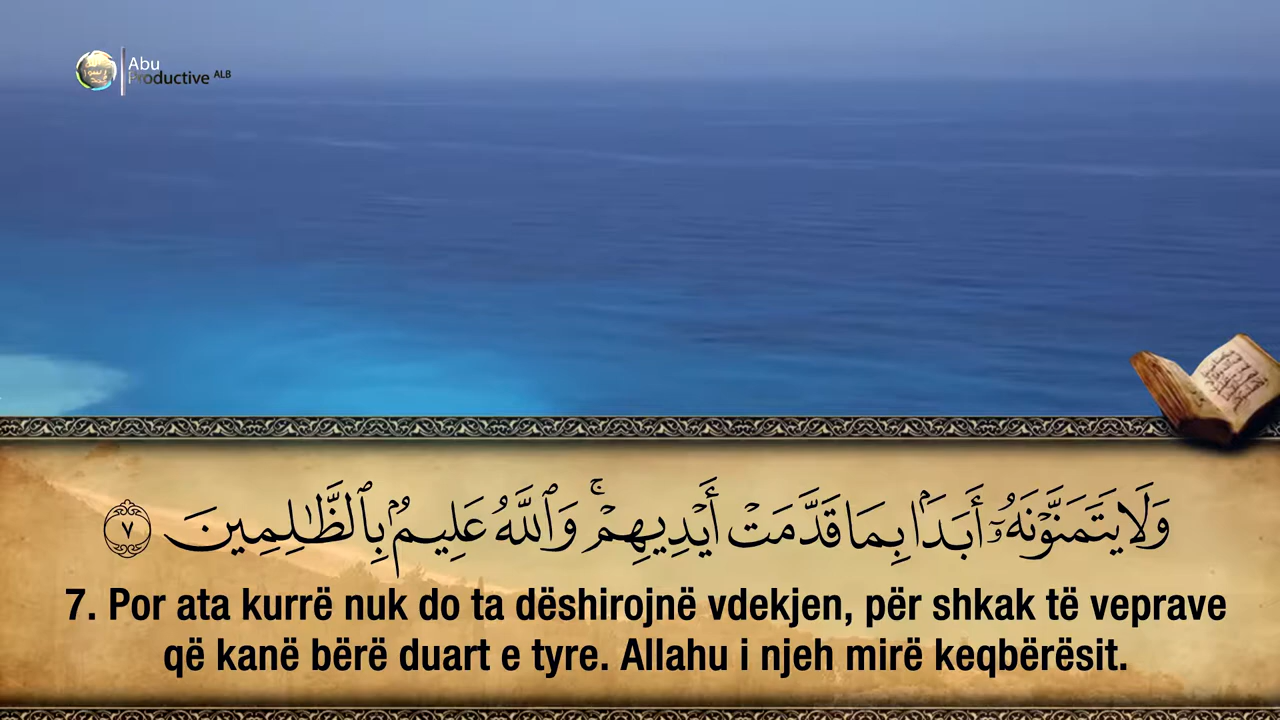 Abu
Productive ALB
وَلَا يَتَمَنَّوْنَهُۥٓ أَبَدًۢا بِمَا قَدَّمَتْ أَيْدِيهِمْ ۚ وَٱللَّهُ عَلِيمٌۢ بِٱلظَّـٰلِمِينَ ٧
7. Por ata kurrë nuk do ta dëshirojnë vdekjen, për shkak të veprave
që kanë bërë duart e tyre. Allahu i njeh mirë keqbërësit.